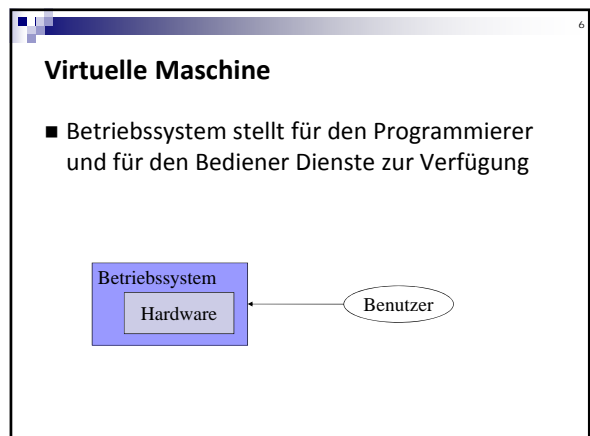 6
Virtuelle Maschine
■ Betriebssystem stellt für den Programmierer
und für den Bediener Dienste zur Verfügung
Betriebssystem
Hardware
Benutzer